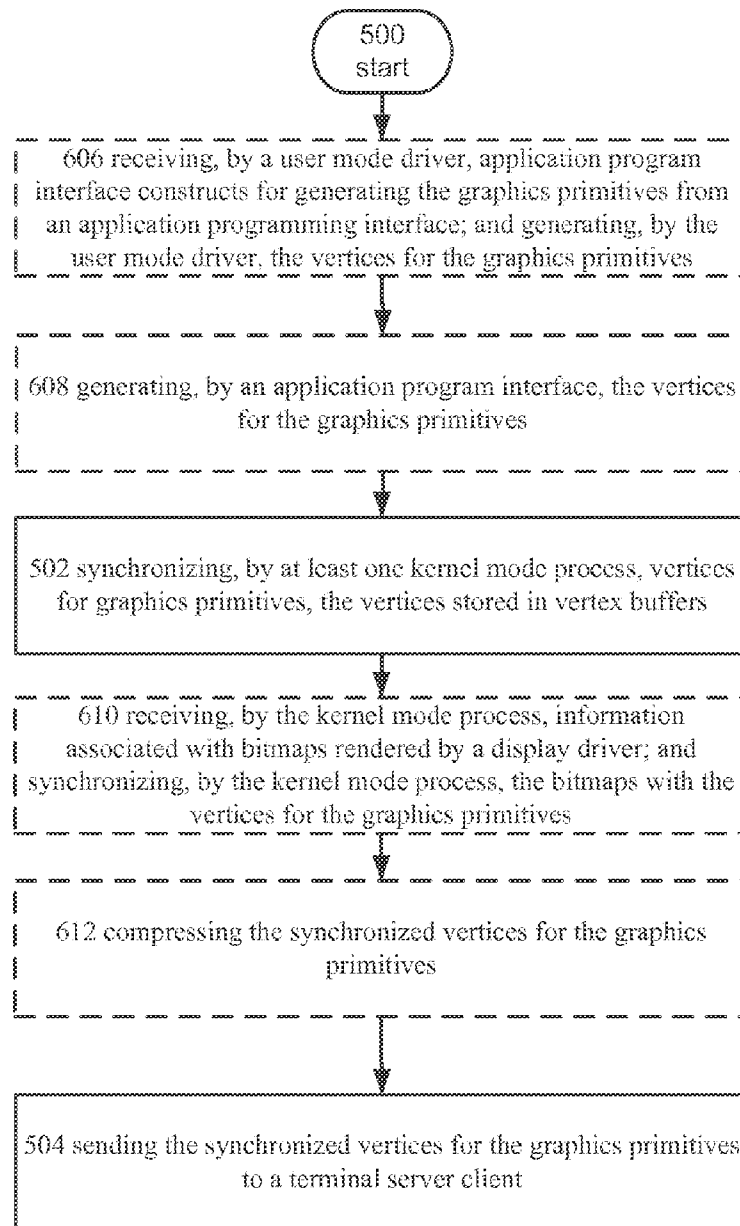 500
start
606 receiving, by a user mode driver, application program
interface constructs for generating the graphics primitives from
an application programming interface; and generating, by the
user mode driver, the vertices for the graphics primitives
608 generating, by an application program interface, the vertices
for the graphics primitives
502 synchronizing, by at least one kernel mode process, vertices
for graphics primitives, the vertices stored in vertex buffers
610 receiving, by the kernel mode process, information
associated with bitmaps rendered by a display driver; and
synchronizing, by the kernel mode process, the bitmaps with the
vertices for the graphics primitives
612 compressing the synchronized vertices for the graphics
primitives
504 sending the synchronized vertices for the graphics primitives
to a terminal server client